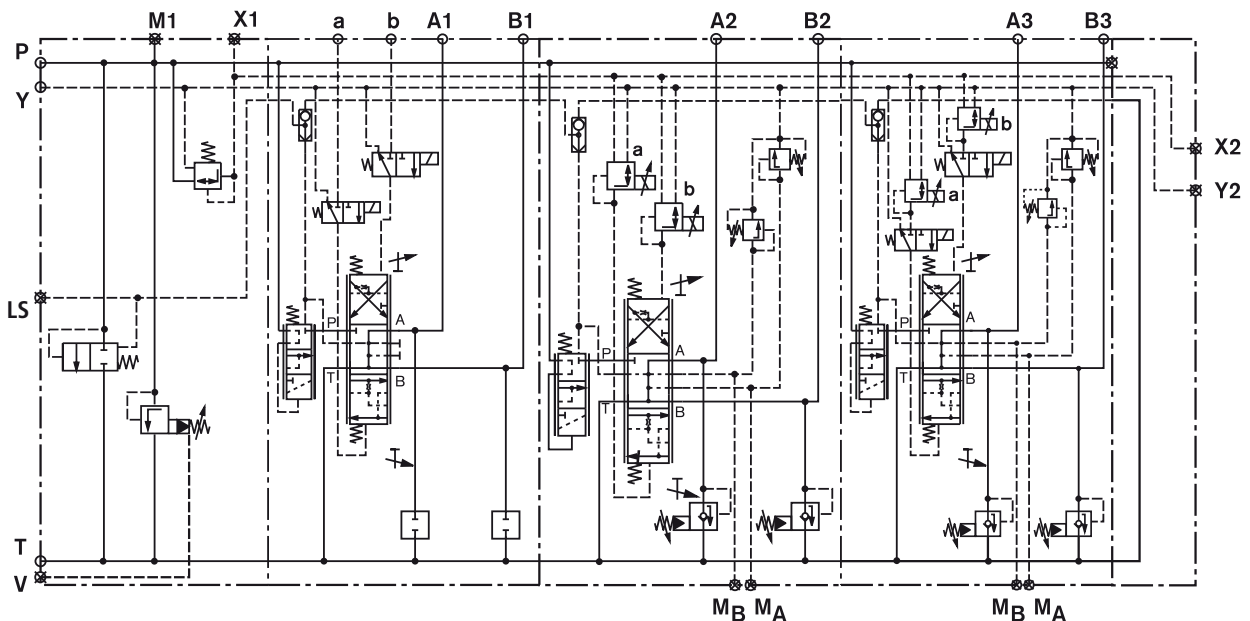 M1 X1 a b A1 B1 A2 B2 A3 B3
P
Y
b
a
X2
b
a
Y2
LS
P A
P A
P A
T B
T B
T B
T
V
MB MA MB MA